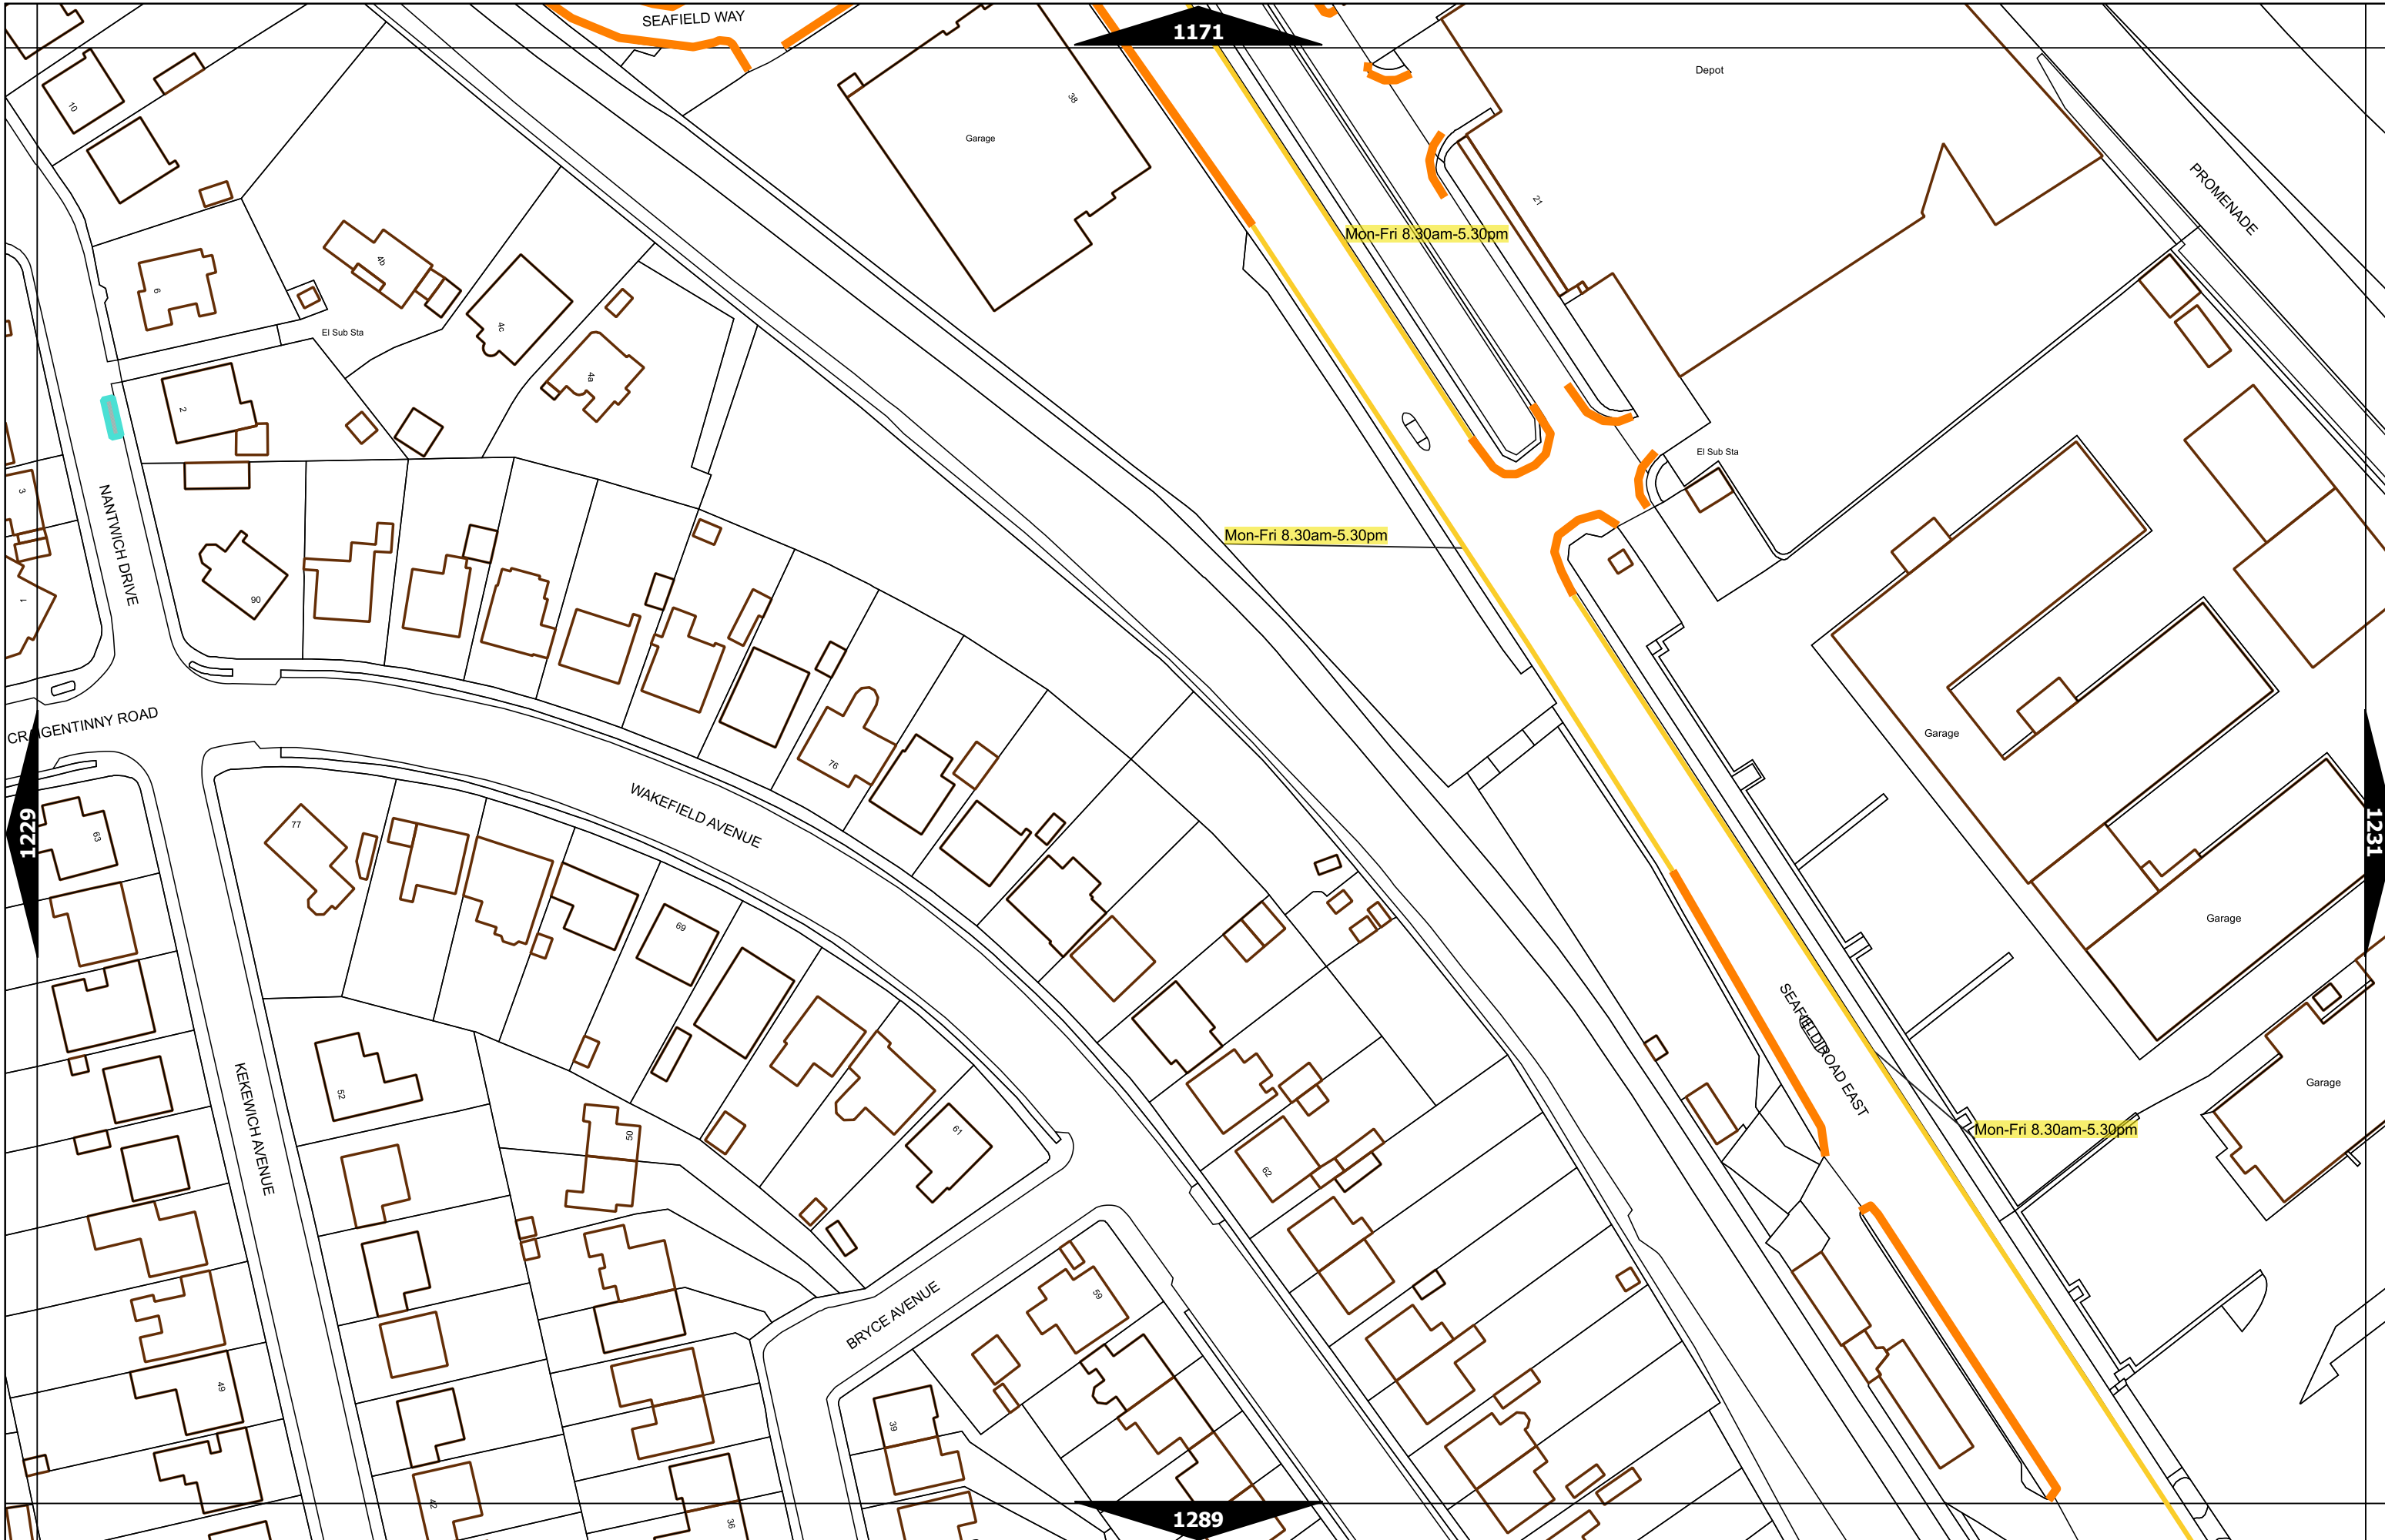 SEAFIELD WAY
1171
Depot
10
38
Garage
21
PROMENADE
Mon-Fri 8.30am-5.30pm
4b
6
El Sub Sta
4c
4a
2
El Sub Sta
3
NANTWICH DRIVE
Mon-Fri 8.30am-5.30pm
90
1
CRAIGENTINNY ROAD
Garage
76
WAKEFIELD AVENUE
77
63
1229
1231
69
Garage
SEAFIELD ROAD EAST
Garage
52
KEKEWICH AVENUE
50
61
Mon-Fri 8.30am-5.30pm
62
59
BRYCE AVENUE
49
39
42
36
1289